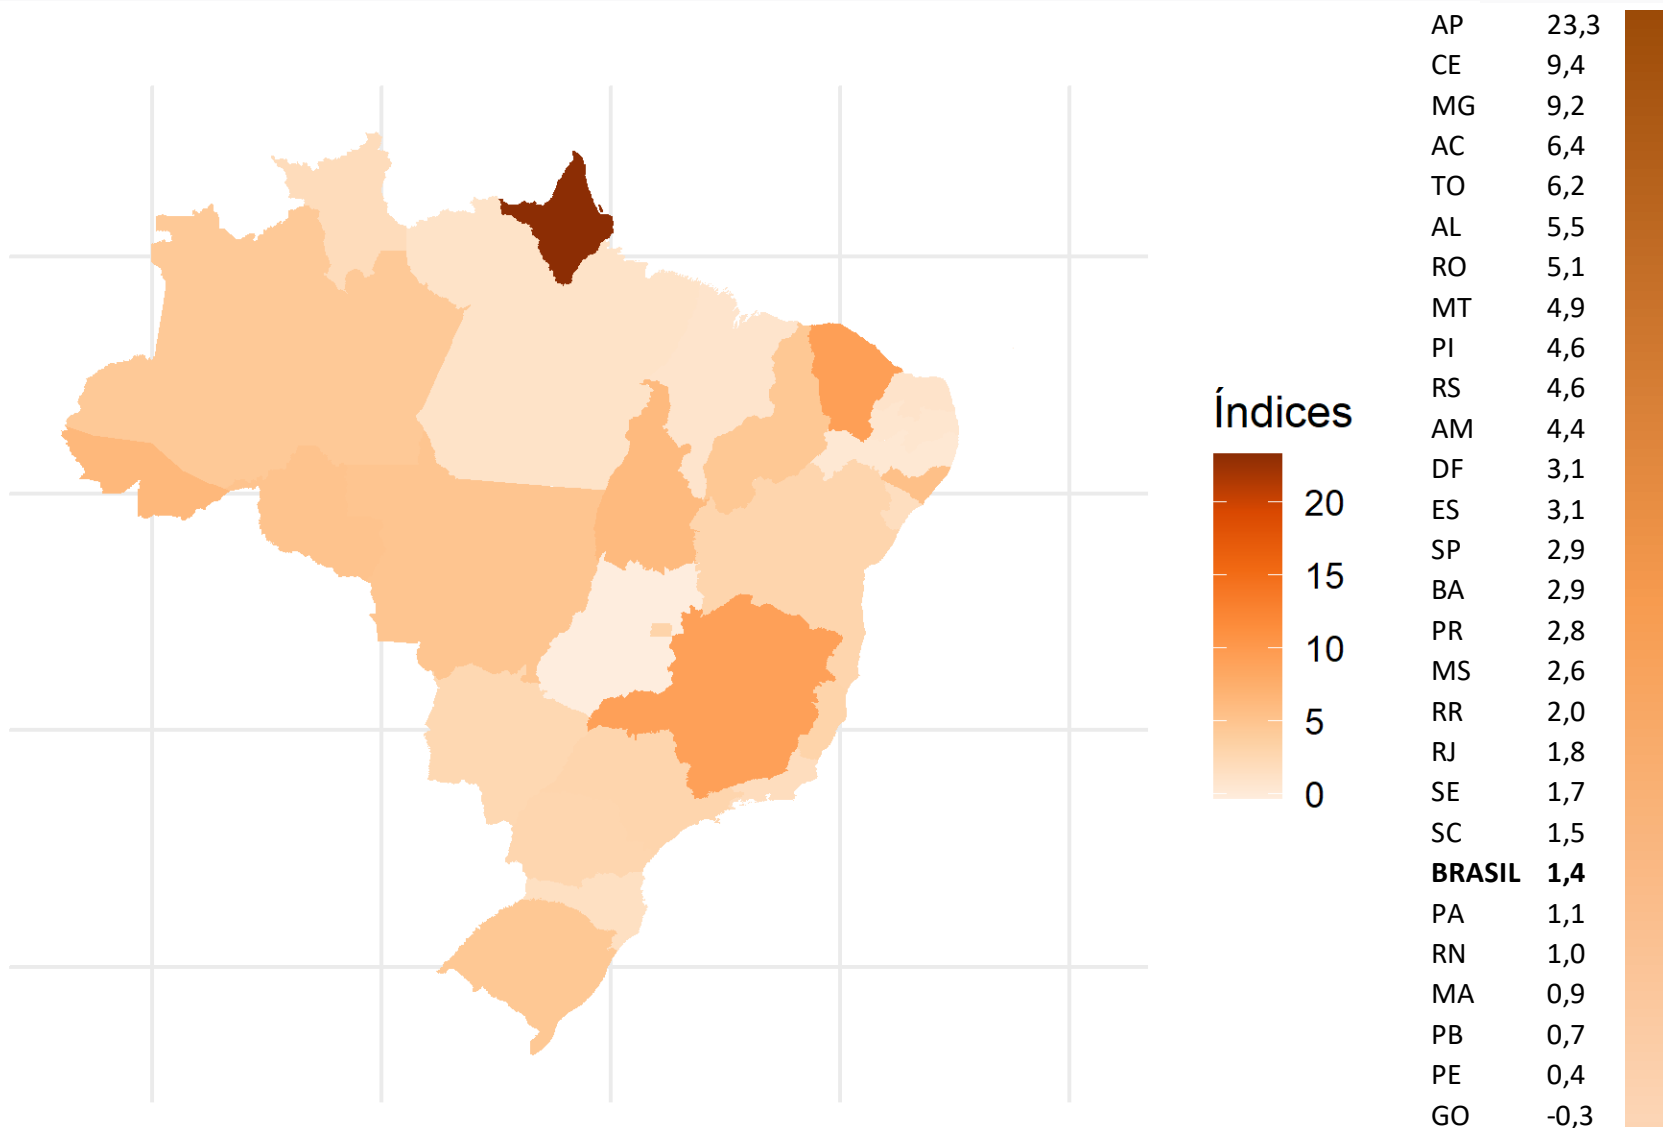 Índices
20
15
10
5
0
AP 23,3
CE 9,4
MG 9,2
AC 6,4
TO 6,2
AL 5,5
RO 5,1
MT 4,9
PI 4,6
RS 4,6
AM 4,4
DF 3,1
ES 3,1
SP 2,9
BA 2,9
PR 2,8
MS 2,6
RR 2,0
RJ 1,8
SE 1,7
SC 1,5
BRASIL 1,4
PA 1,1
RN 1,0
MA 0,9
PB 0,7
PE 0,4
GO -0,3